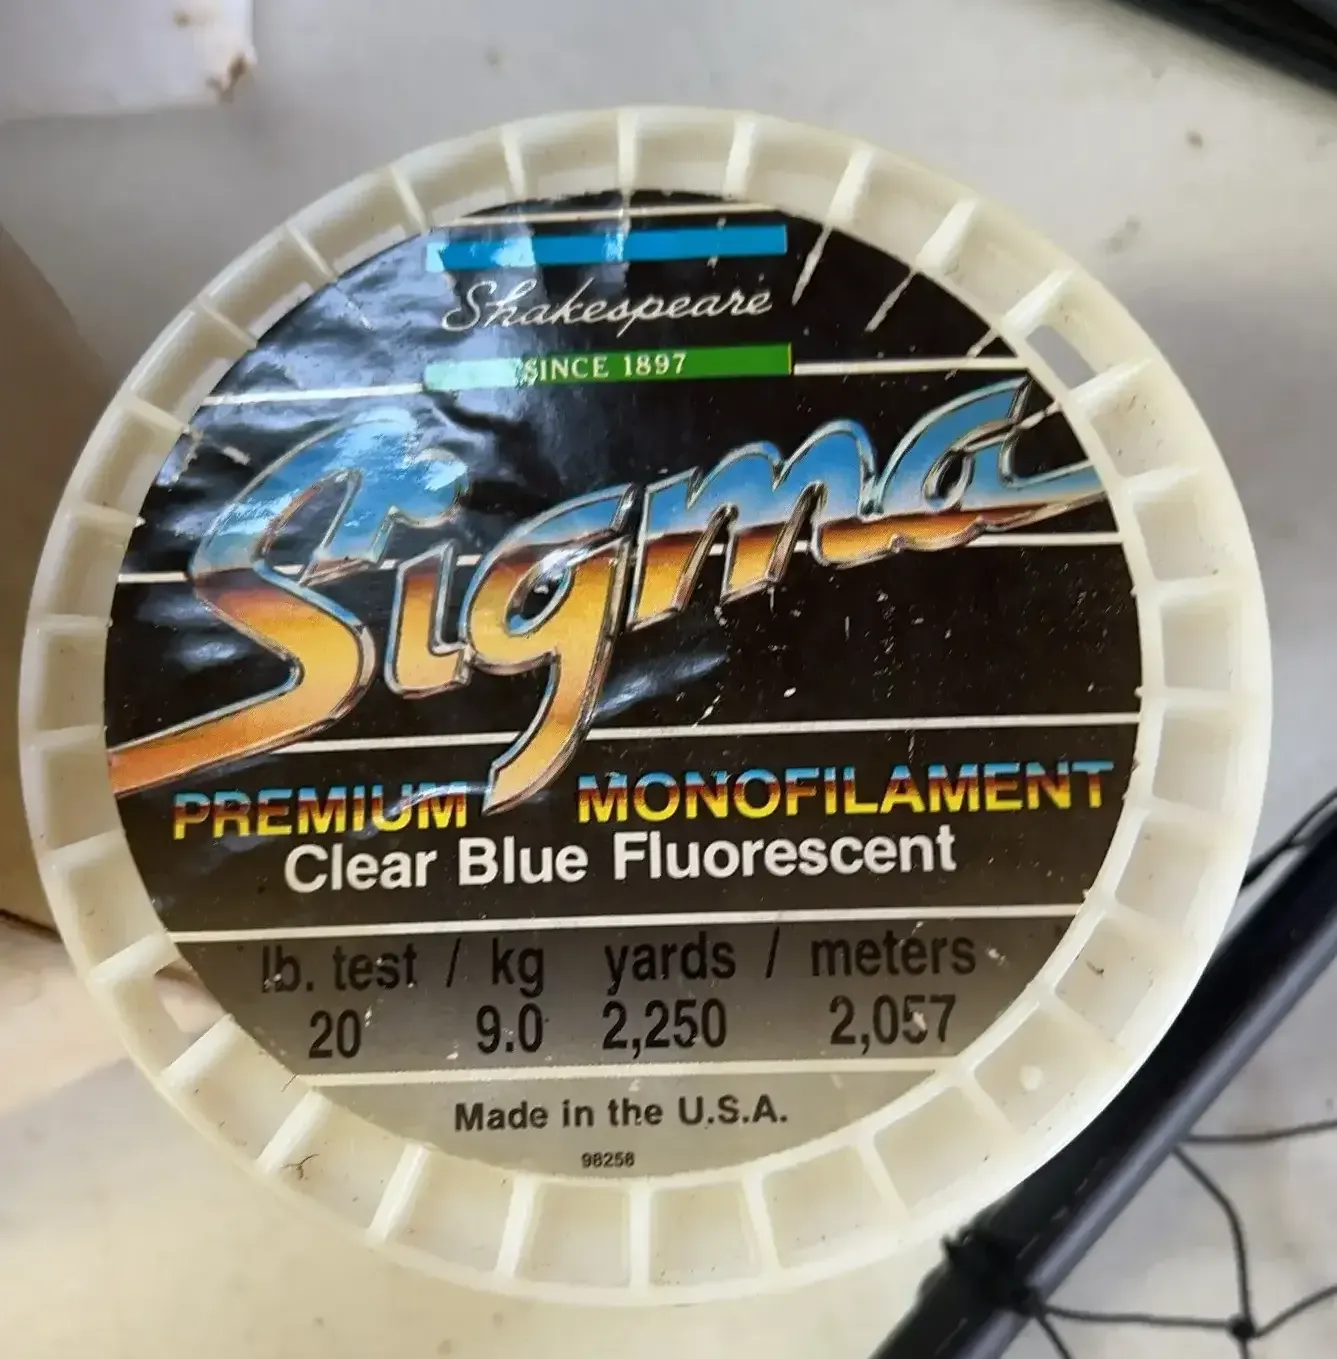 Shakespeare
SINCE 1897
Sigma
PREMIUM MONOFILAMENT
Clear Blue Fluorescent
lb. test / kg yards / meters
20 9.0 2,250 2,057
Made in the U.S.A.
98258